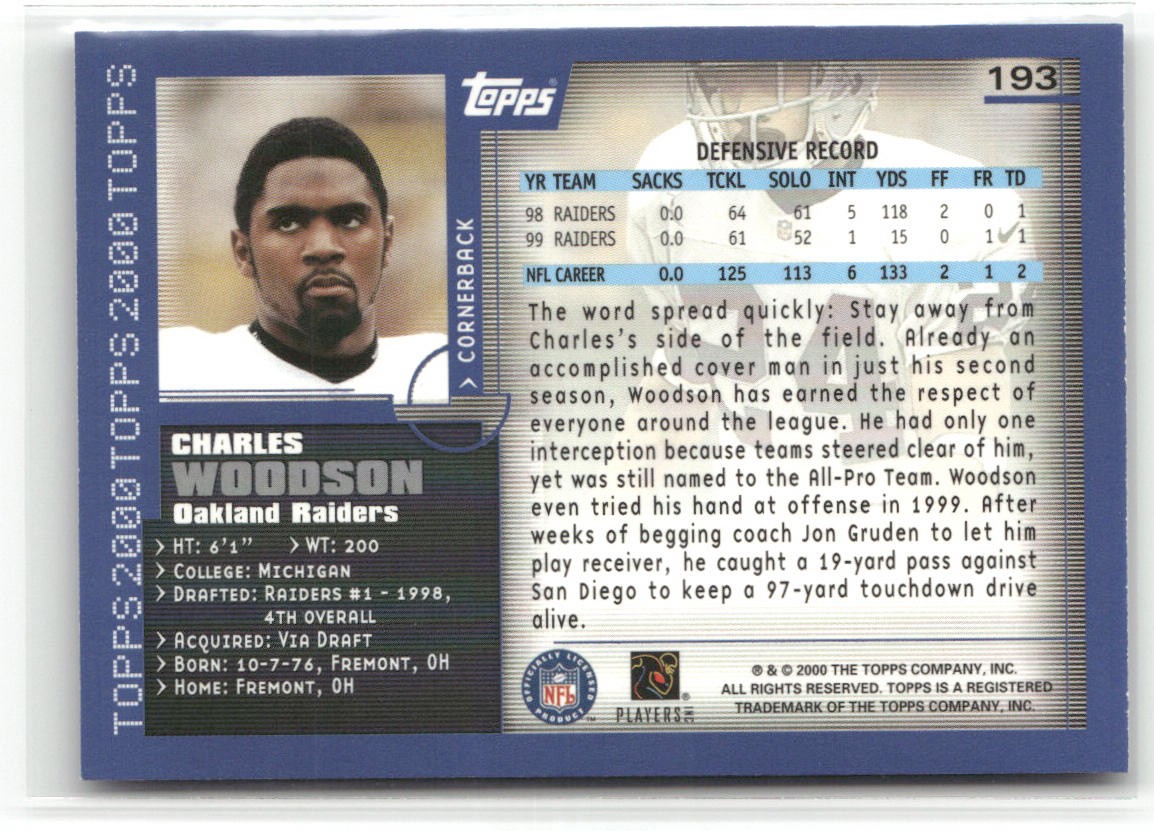 TOPPS2000 TOPPS2000 TOPPS2000 TOPPS
Topps®
193
> CORNERBACK
CHARLES
WOODSON
Oakland Raiders
> HT: 6'1" > WT: 200
> COLLEGE: MICHIGAN
> DRAFTED: RAIDERS #1 - 1998,
4TH OVERALL
> ACQUIRED: VIA DRAFT
> BORN: 10-7-76, FREMONT, OH
> HOME: FREMONT, OH
DEFENSIVE RECORD
YR TEAM SACKS TCKL SOLO INT YDS FF FR TD
98 RAIDERS 0.0 64 61 5 118 2 0 1
99 RAIDERS 0.0 61 52 1 15 0 1 1
NFL CAREER 0.0 125 113 6 133 2 1 2
The word spread quickly: Stay away from
Charles's side of the field. Already an
accomplished cover man in just his second
season, Woodson has earned the respect of
everyone around the league. He had only one
interception because teams steered clear of him,
yet was still named to the All-Pro Team. Woodson
even tried his hand at offense in 1999. After
weeks of begging coach Jon Gruden to let him
play receiver, he caught a 19-yard pass against
San Diego to keep a 97-yard touchdown drive
alive.
OFFICIALLY LICENSED
NFL
PRODUCT ™
PLAYERS INC ®
® & © 2000 THE TOPPS COMPANY, INC.
ALL RIGHTS RESERVED. TOPPS IS A REGISTERED
TRADEMARK OF THE TOPPS COMPANY, INC.